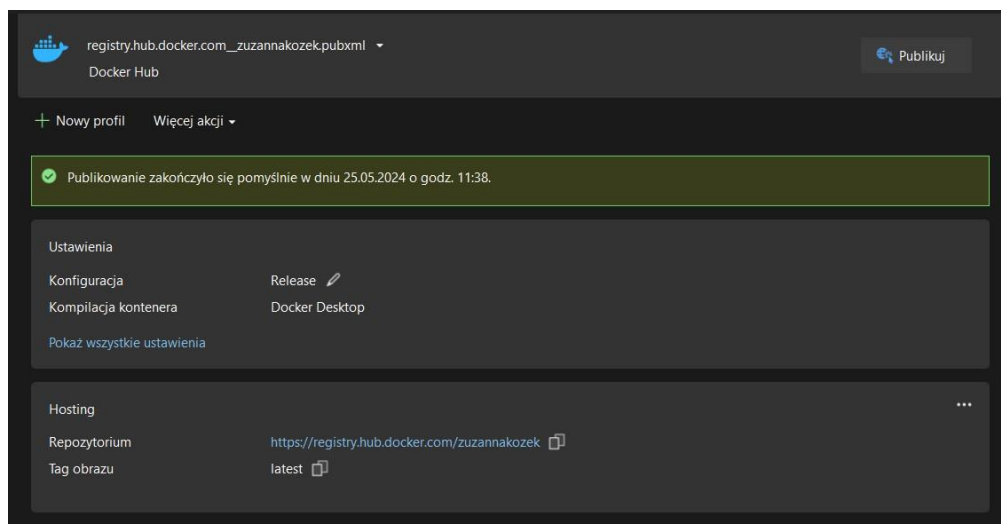 registry.hub.docker.com__zuzannakozek.pubxml
Docker Hub
Publikuj
Nowy profil Więcej akcji
Publikowanie zakończyło się pomyślnie w dniu 25.05.2024 o godz. 11:38.
Ustawienia
Konfiguracja Release
Kompilacja kontenera Docker Desktop
Pokaż wszystkie ustawienia
Hosting
Repozytorium https://registry.hub.docker.com/zuzannakozek
Tag obrazu latest